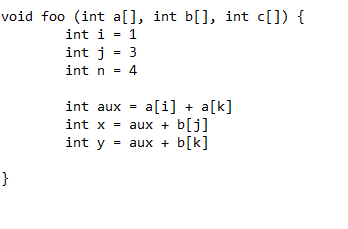 void foo (int a[], int b[], int c[]) {
int i = 1
int j = 3
int n = 4
int aux = a[i] + a[k]
int x = aux + b[j]
int y = aux + b[k]
}